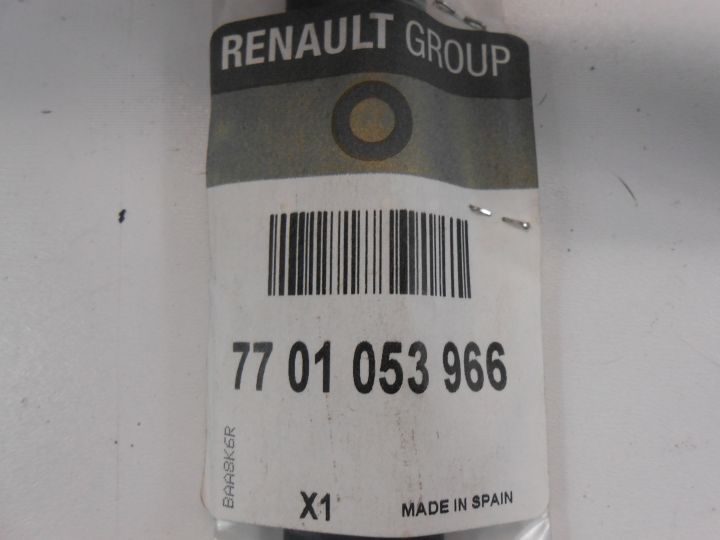 RENAULT GROUP
77 01 053 966
BAA8K6R
X1 MADE IN SPAIN